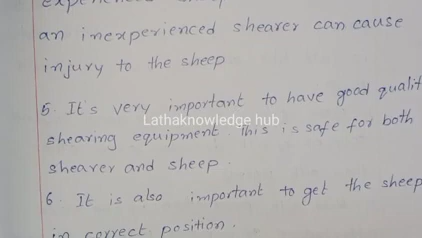 an inexperienced shearer can cause
injury to the sheep
5. It's very important to have good
Lathaknowledge hub
shearing equipment. This is safe for both
shearer and sheep.
6. It is also important to get the sheep
in correct position.